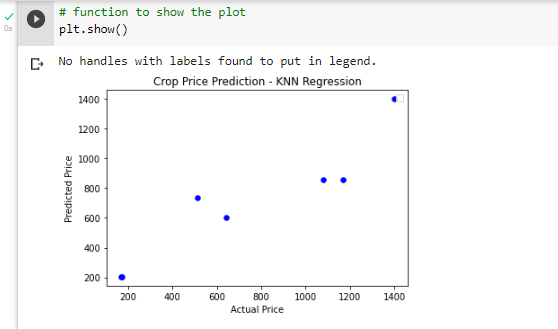 # function to show the plot
plt.show()
0s
No handles with labels found to put in legend.
Crop Price Prediction - KNN Regression
1400
1200
1000
800
600
400
200
Predicted Price
200 400 600 800 1000 1200 1400
Actual Price